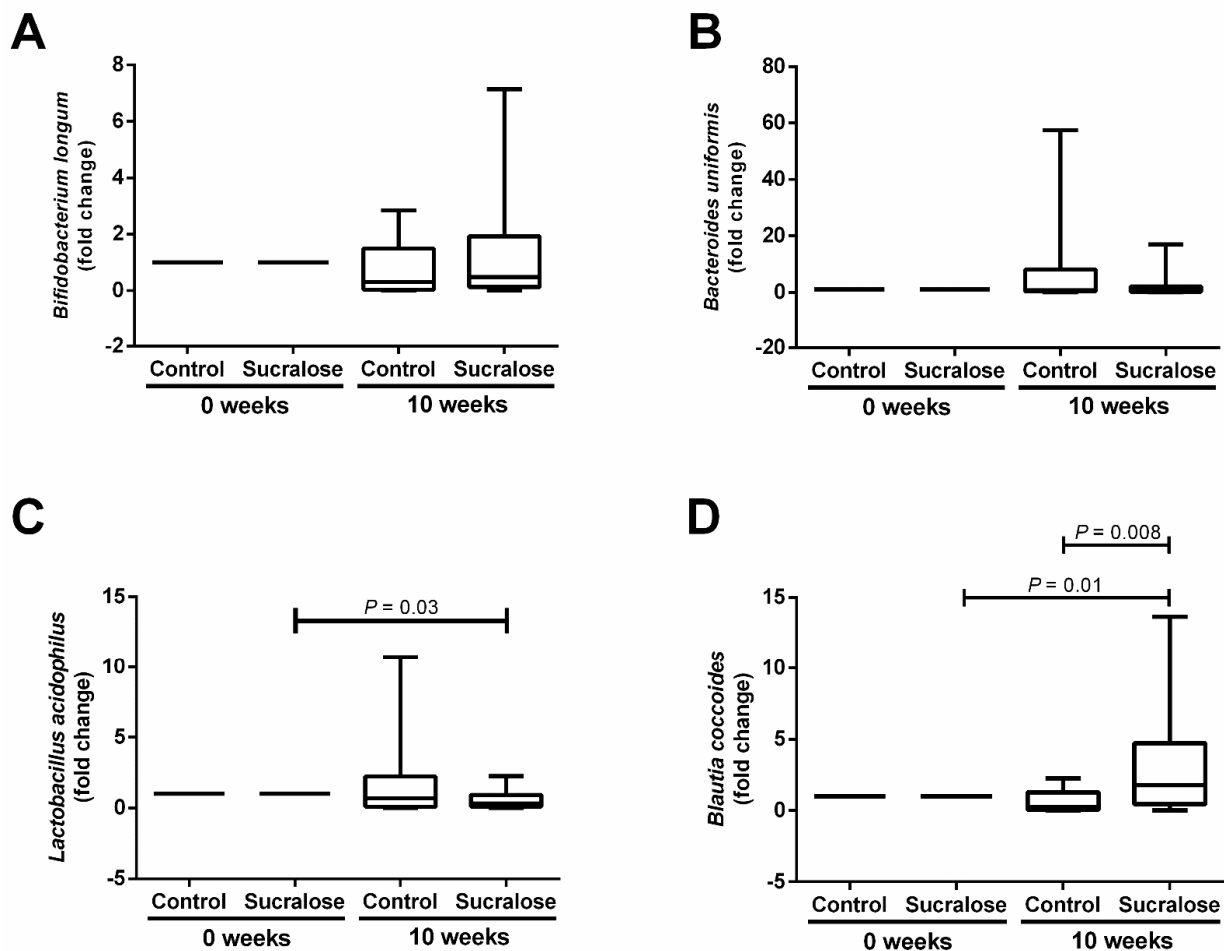 A
Bifidobacterium longum
(fold change)
8
6
4
2
0
-2
Control Sucralose Control Sucralose
0 weeks 10 weeks
B
Bacteroides uniformis
(fold change)
80
60
40
20
0
-20
Control Sucralose Control Sucralose
0 weeks 10 weeks
C
Lactobacillus acidophilus
(fold change)
15
10
5
0
-5
P = 0.03
Control Sucralose Control Sucralose
0 weeks 10 weeks
D
P = 0.008
P = 0.01
Blautia coccoides
(fold change)
15
10
5
0
-5
Control Sucralose Control Sucralose
0 weeks 10 weeks